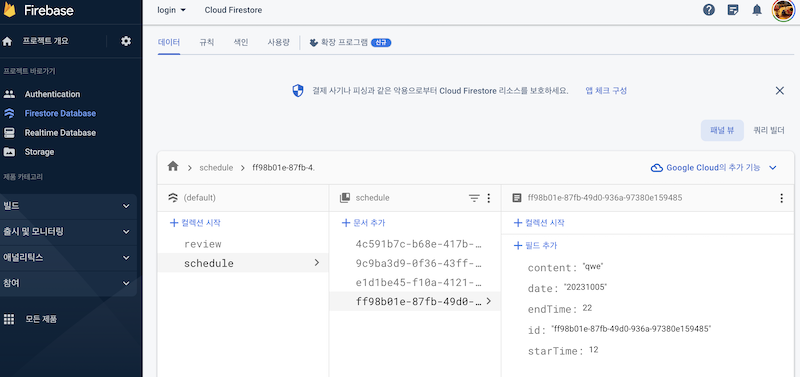 Firebase
login
Cloud Firestore
프로젝트 개요
데이터 규칙 색인 사용량 확장 프로그램 신규
프로젝트 바로가기
Authentication
Firestore Database
Realtime Database
Storage
제품 카테고리
빌드
출시 및 모니터링
애널리틱스
참여
모든 제품
결제 사기나 피싱과 같은 악용으로부터 Cloud Firestore 리소스를 보호하세요. 앱 체크 구성
패널 뷰 쿼리 빌더
schedule ff98b01e-87fb-4.
Google Cloud의 추가 기능
(default)
+ 컬렉션 시작
review
schedule
schedule
+ 문서 추가
4c591b7c-b68e-417b-…
9c9ba3d9-0f36-43ff-…
e1d1be45-f10a-4121-…
ff98b01e-87fb-49d0-…
ff98b01e-87fb-49d0-936a-97380e159485
+ 컬렉션 시작
+ 필드 추가
content: "qwe"
date: "20231005"
endTime: 22
id: "ff98b01e-87fb-49d0-936a-97380e159485"
startTime: 12